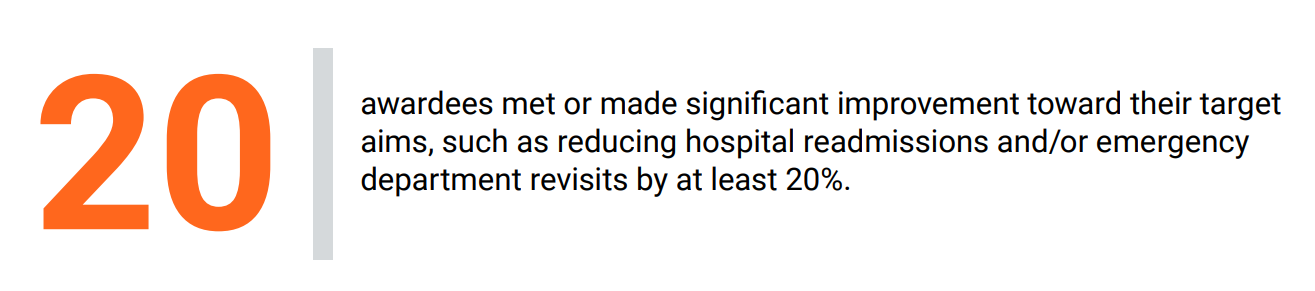 20
awardees met or made significant improvement toward their target
aims, such as reducing hospital readmissions and/or emergency
department revisits by at least 20%.